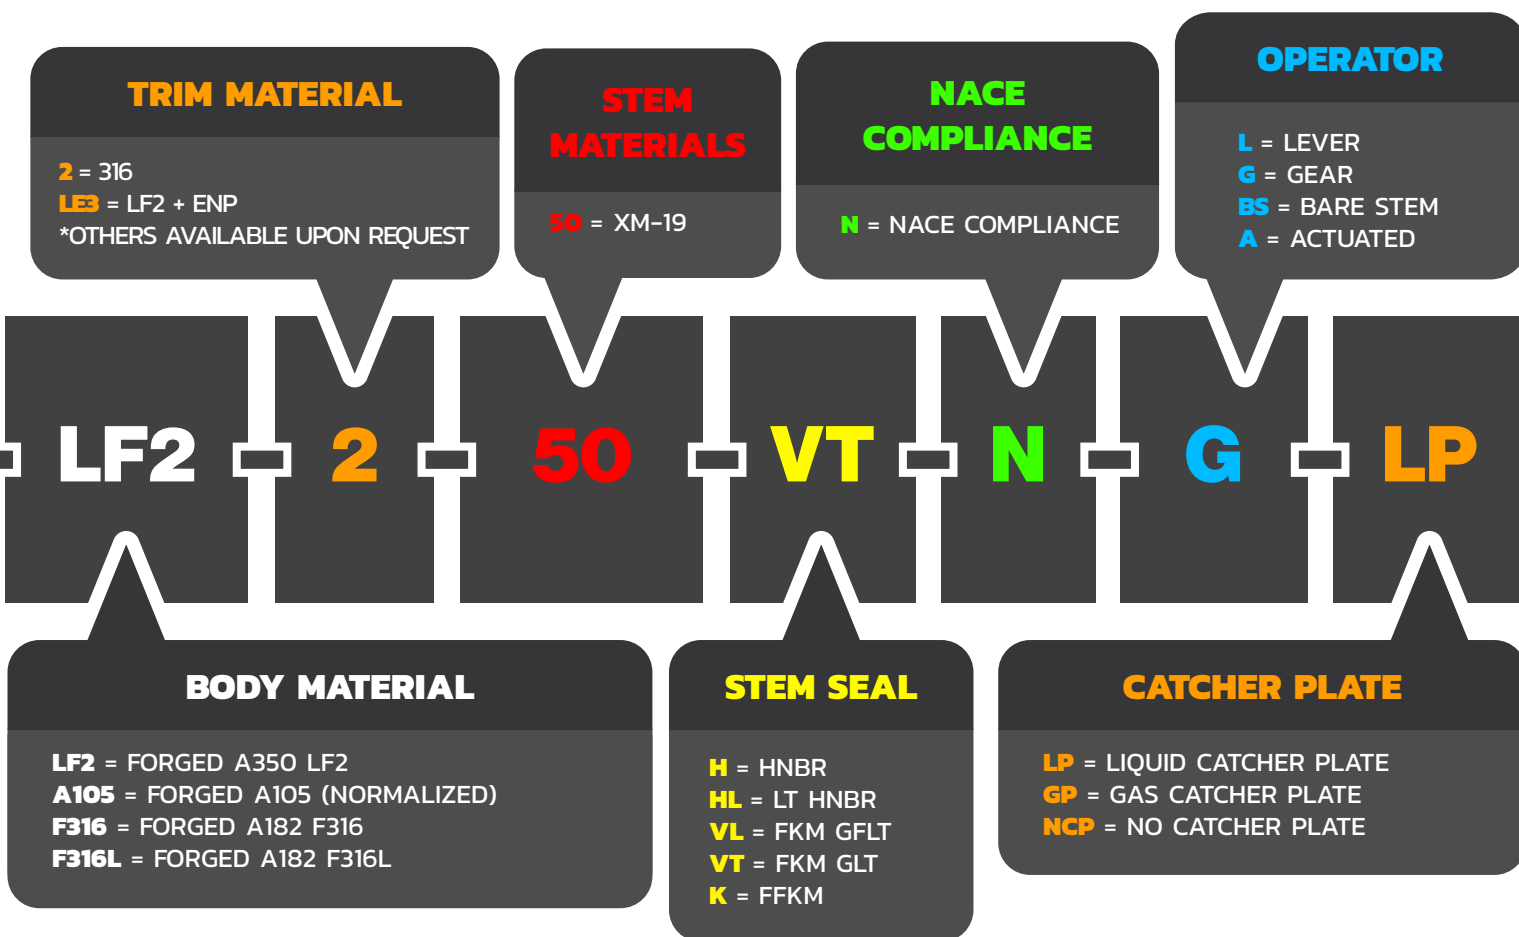 TRIM MATERIAL
2 = 316
LE3 = LF2 + ENP
*OTHERS AVAILABLE UPON REQUEST
STEM
MATERIALS
50 = XM-19
NACE
COMPLIANCE
N = NACE COMPLIANCE
OPERATOR
L = LEVER
G = GEAR
BS = BARE STEM
A = ACTUATED
LF2 2 50 VT N G LP
BODY MATERIAL
LF2 = FORGED A350 LF2
A105 = FORGED A105 (NORMALIZED)
F316 = FORGED A182 F316
F316L = FORGED A182 F316L
STEM SEAL
H = HNBR
HL = LT HNBR
VL = FKM GFLT
VT = FKM GLT
K = FFKM
CATCHER PLATE
LP = LIQUID CATCHER PLATE
GP = GAS CATCHER PLATE
NCP = NO CATCHER PLATE